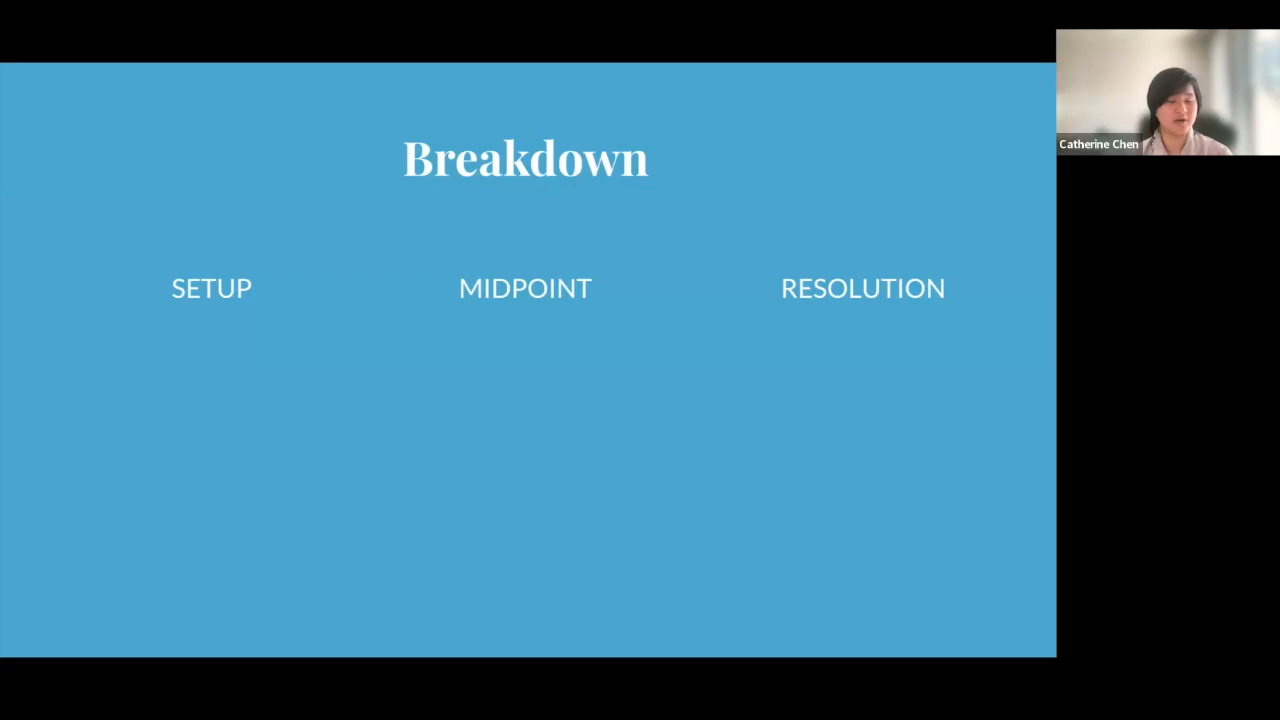 Breakdown
SETUP
MIDPOINT
RESOLUTION
Catherine Chen